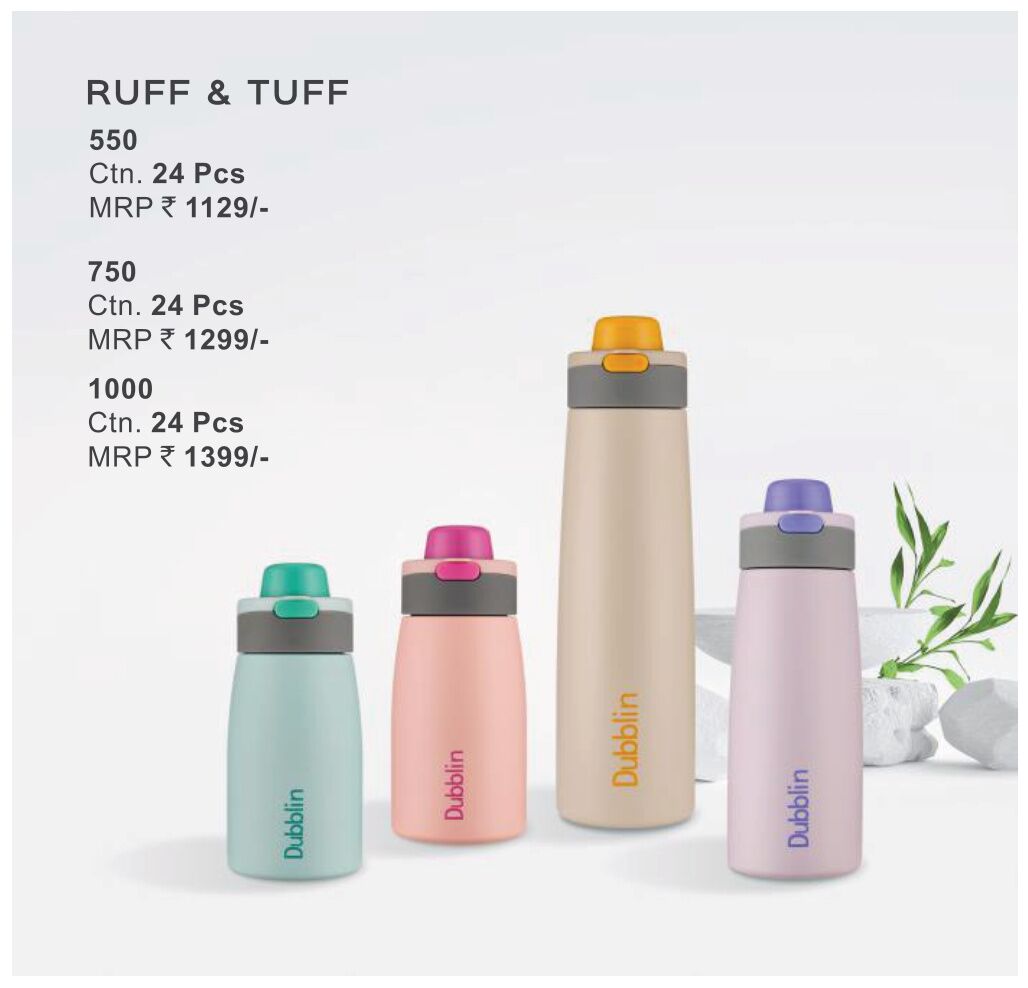 RUFF & TUFF
550
Ctn. 24 Pcs
MRP ₹ 1129/-
750
Ctn. 24 Pcs
MRP ₹ 1299/-
1000
Ctn. 24 Pcs
MRP ₹ 1399/-
Dubblin
Dubblin
Dubblin
Dubblin